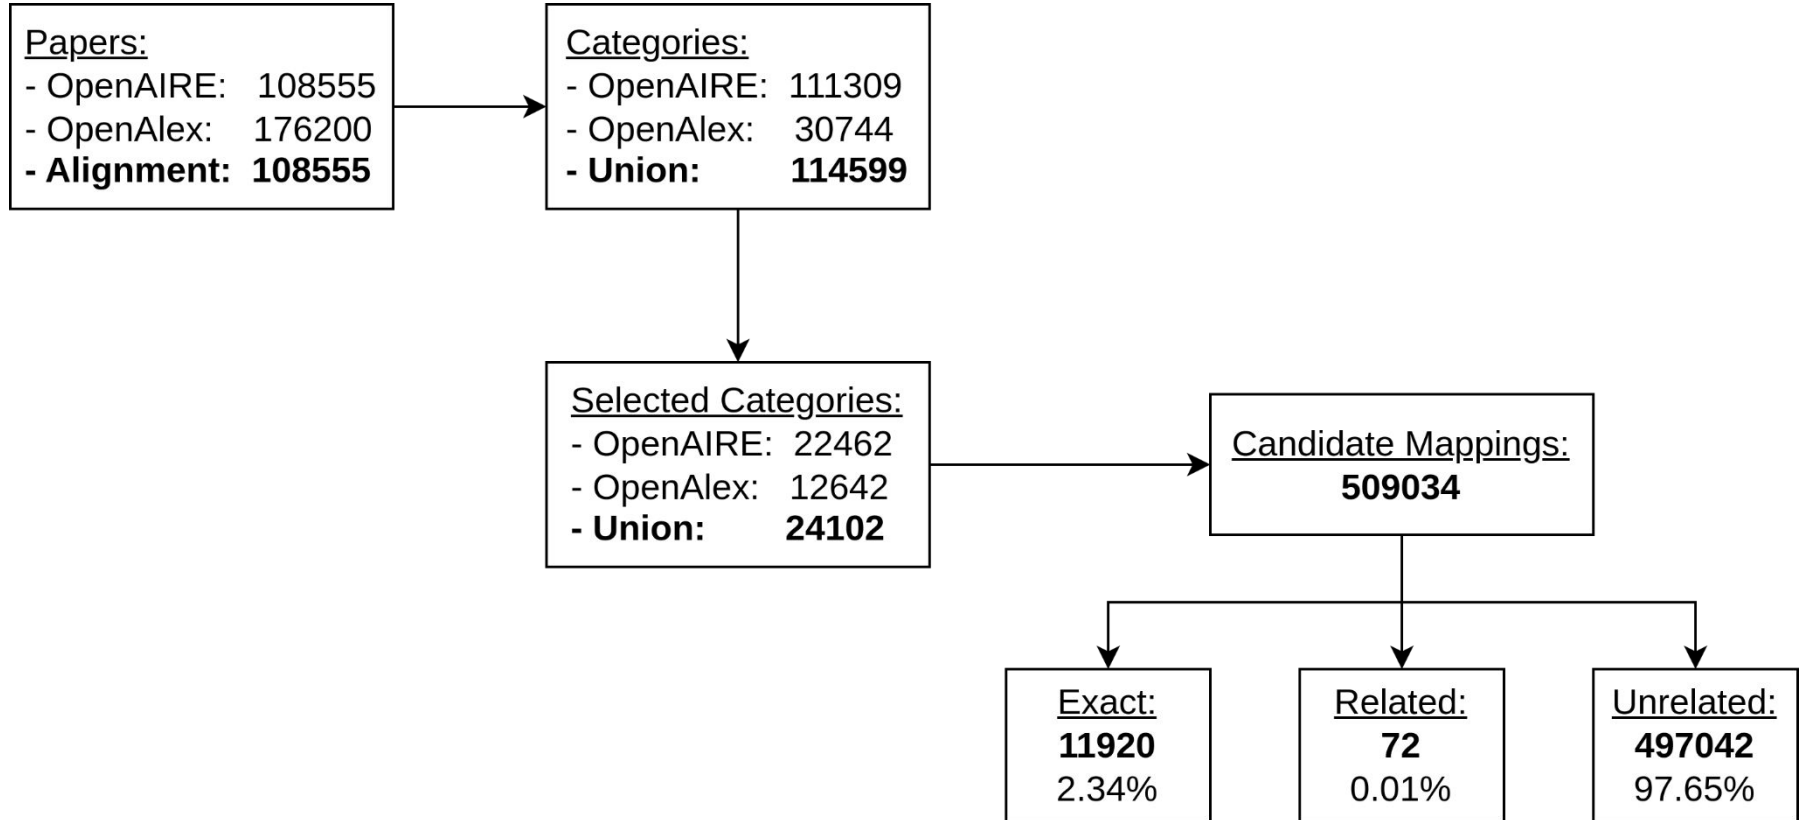 Papers:
- OpenAIRE: 108555
- OpenAlex: 176200
- Alignment: 108555
Categories:
- OpenAIRE: 111309
- OpenAlex: 30744
- Union: 114599
Selected Categories:
- OpenAIRE: 22462
- OpenAlex: 12642
- Union: 24102
Candidate Mappings:
509034
Exact:
11920
2.34%
Related:
72
0.01%
Unrelated:
497042
97.65%